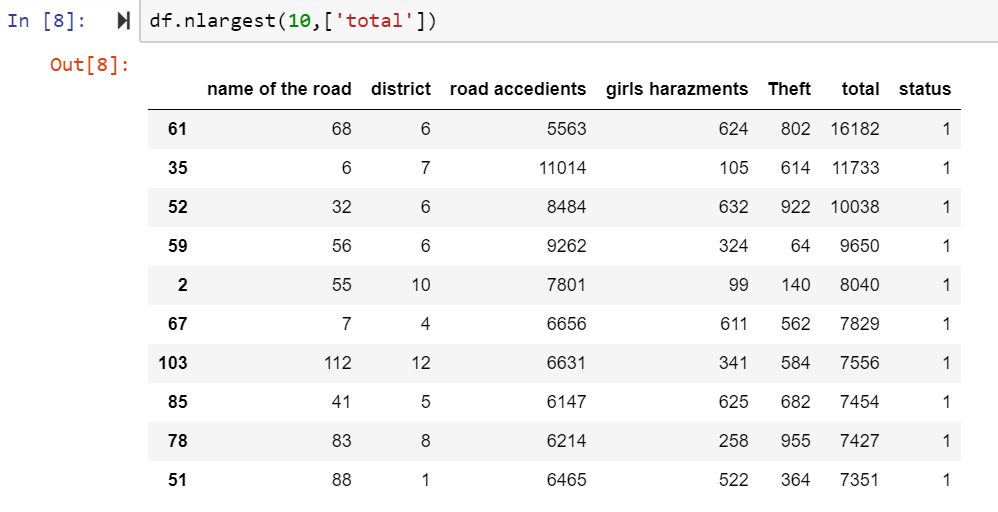 In [8]: df.nlargest(10,['total'])
Out[8]:
name of the road district road accedients girls harazments Theft total status
61 68 6 5563 624 802 16182 1
35 6 7 11014 105 614 11733 1
52 32 6 8484 632 922 10038 1
59 56 6 9262 324 64 9650 1
2 55 10 7801 99 140 8040 1
67 7 4 6656 611 562 7829 1
103 112 12 6631 341 584 7556 1
85 41 5 6147 625 682 7454 1
78 83 8 6214 258 955 7427 1
51 88 1 6465 522 364 7351 1